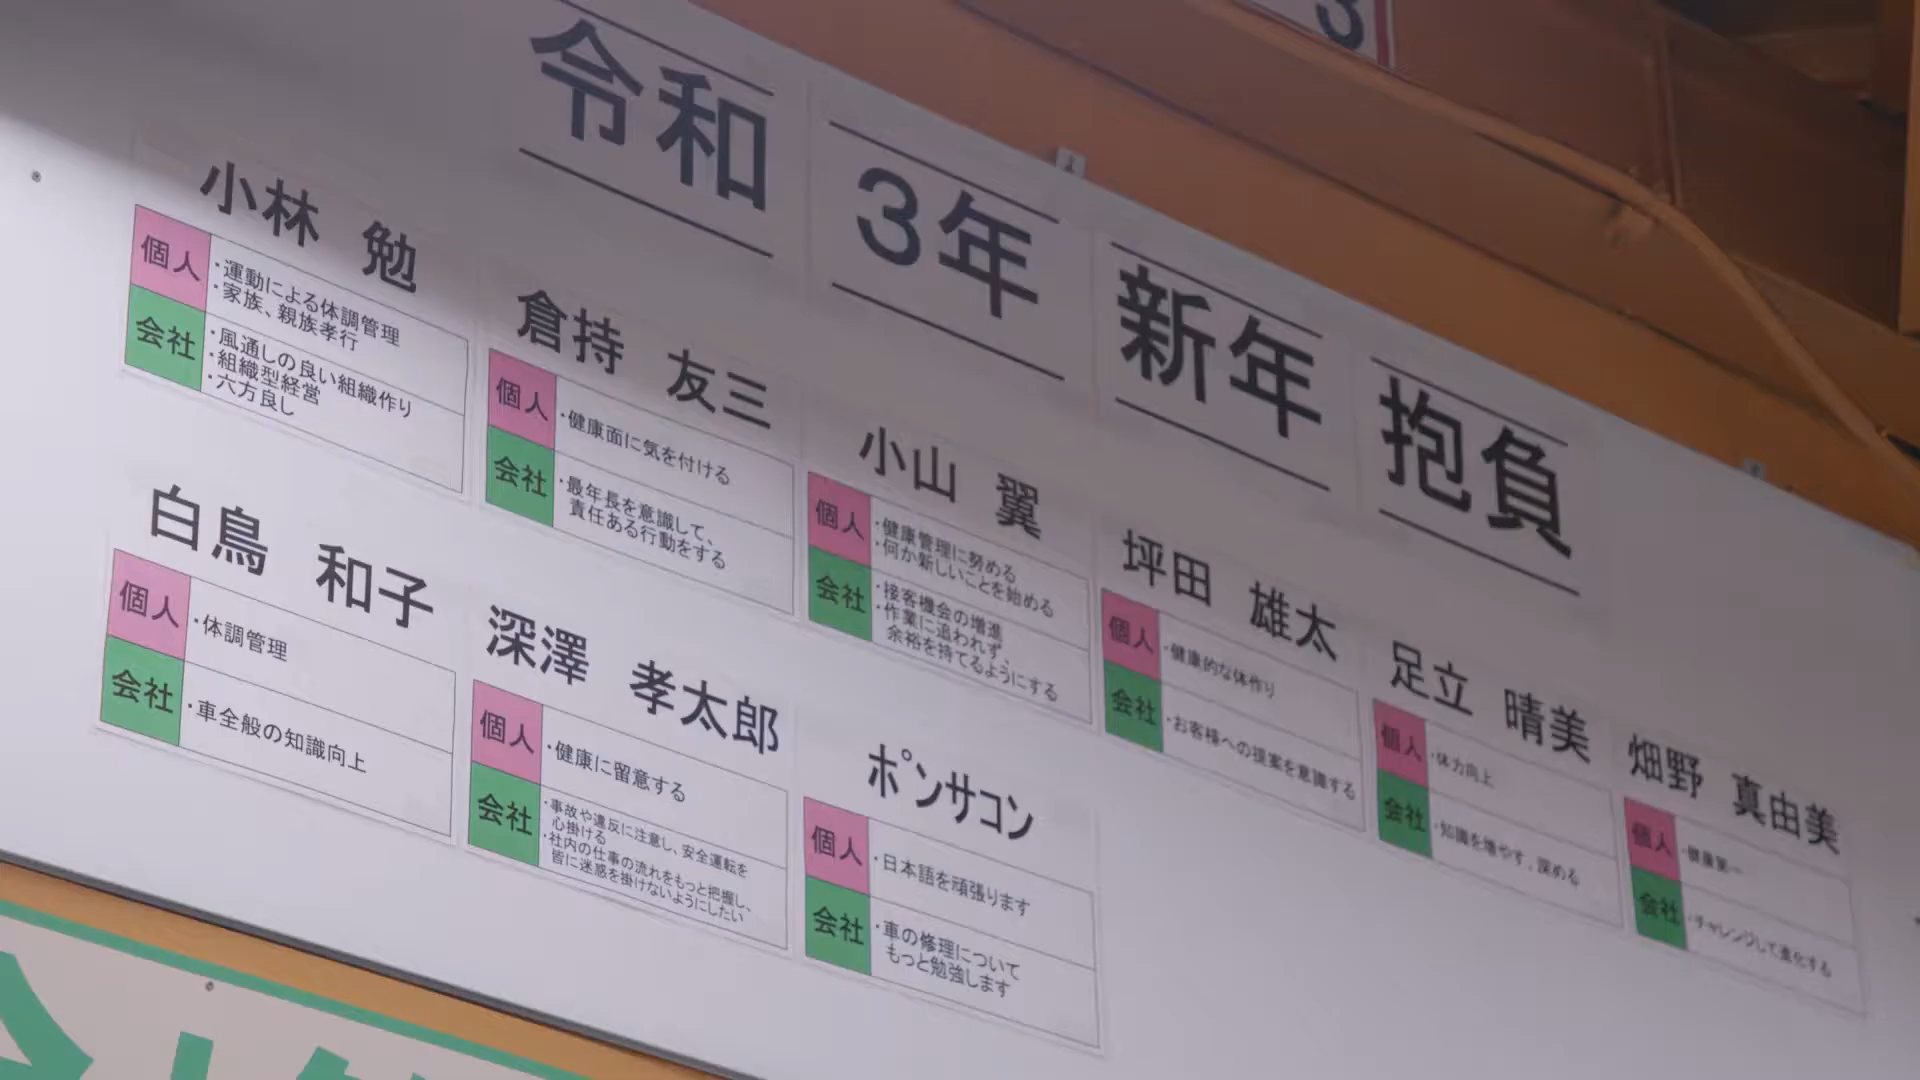 3
令和 3年 新年 抱負
小林 勉
個人
・運動による体調管理
・家族、親族孝行
会社
・風通しの良い組織作り
・組織型経営
・六方良し
倉持 友三
個人
・健康面に気を付ける
会社
・最年長を意識して、
責任ある行動をする
小山 翼
個人
・健康管理に努める
・何か新しいことを始める
会社
・接客機会の増進
・作業に追われず、
余裕を持てるようにする
坪田 雄太
個人
・健康的な体作り
会社
・お客様への提案を意識する
足立 晴美
個人
・体力向上
会社
・知識を増やす、深める
畑野 真由美
個人
・健康第一
会社
・チャレンジして進化する
白鳥 和子
個人
・体調管理
会社
・車全般の知識向上
深澤 孝太郎
個人
・健康に留意する
会社
・事故や違反に注意し、安全運転を
心掛ける
・社内の仕事の流れをもっと把握し、
皆に迷惑を掛けないようにしたい
ポンサコン
個人
・日本語を頑張ります
会社
・車の修理について
もっと勉強します